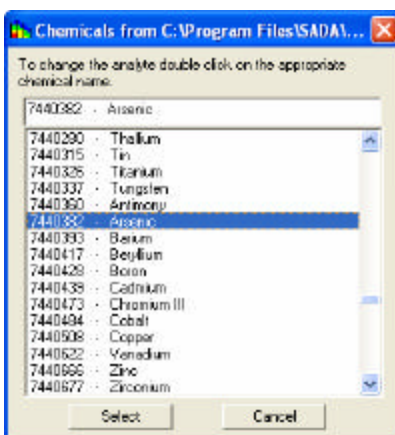 Chemicals from C:\Program Files\SADA\...
To change the analyte double click on the appropriate
chemical name.
7440382 - Arsenic
7440280 - Thallium
7440315 - Tin
7440326 - Titanium
7440337 - Tungsten
7440360 - Antimony
7440382 - Arsenic
7440393 - Barium
7440417 - Beryllium
7440428 - Boron
7440439 - Cadmium
7440473 - Chromium III
7440484 - Cobalt
7440508 - Copper
7440622 - Vanadium
7440666 - Zinc
7440677 - Zirconium
Select Cancel